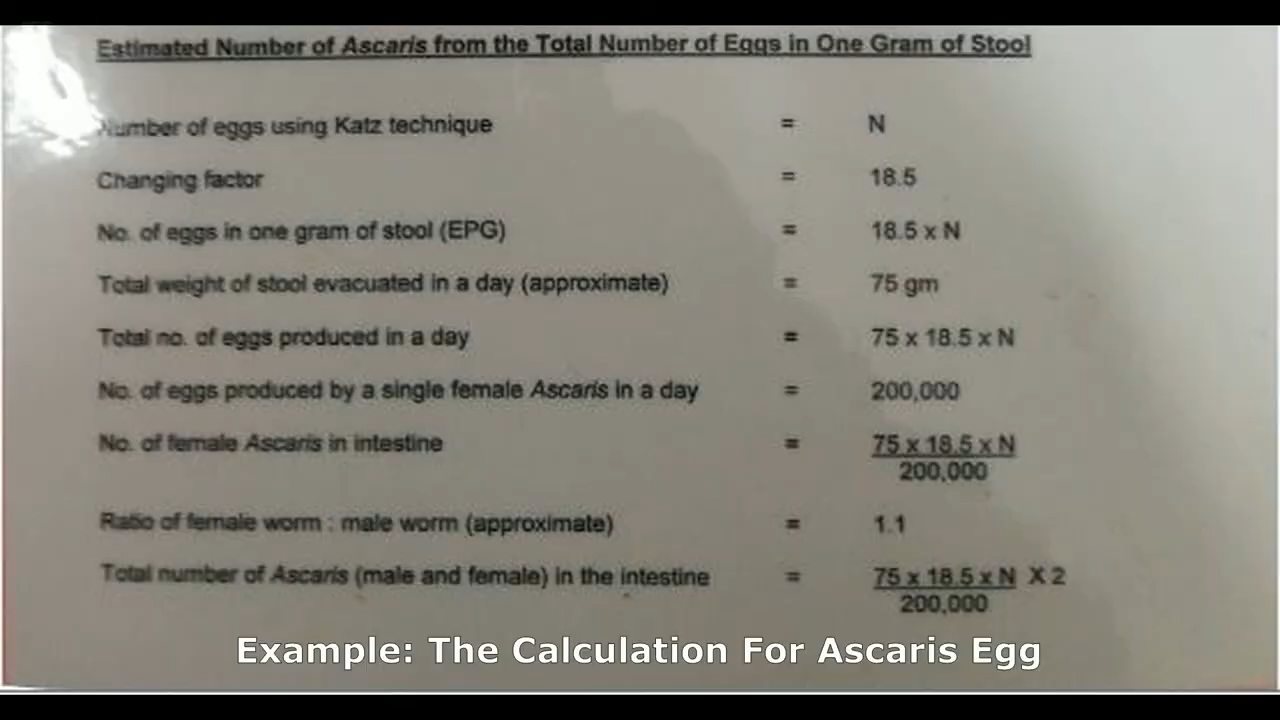 Estimated Number of Ascaris from the Total Number of Eggs in One Gram of Stool
Number of eggs using Katz technique = N
Changing factor = 18.5
No. of eggs in one gram of stool (EPG) = 18.5 x N
Total weight of stool evacuated in a day (approximate) = 75 gm
Total no. of eggs produced in a day = 75 x 18.5 x N
No. of eggs produced by a single female Ascaris in a day = 200,000
No. of female Ascaris in intestine = 75 x 18.5 x N
200,000
Ratio of female worm : male worm (approximate) = 1.1
Total number of Ascaris (male and female) in the intestine = 75 x 18.5 x N X 2
200,000
Example: The Calculation For Ascaris Egg